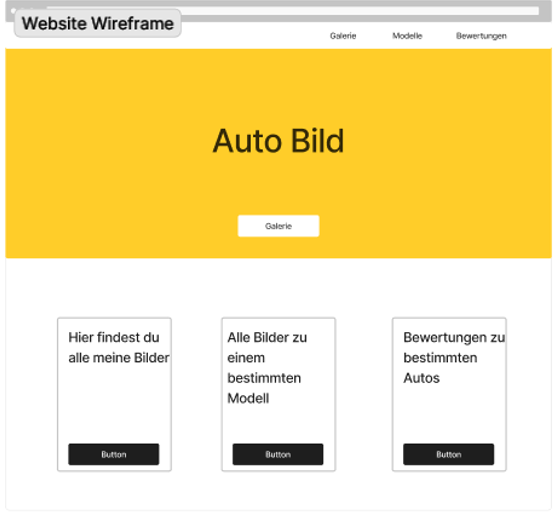 Website Wireframe
Galerie Modelle Bewertungen
Auto Bild
Galerie
Hier findest du
alle meine Bilder
Button
Alle Bilder zu
einem
bestimmten
Modell
Button
Bewertungen zu
bestimmten
Autos
Button